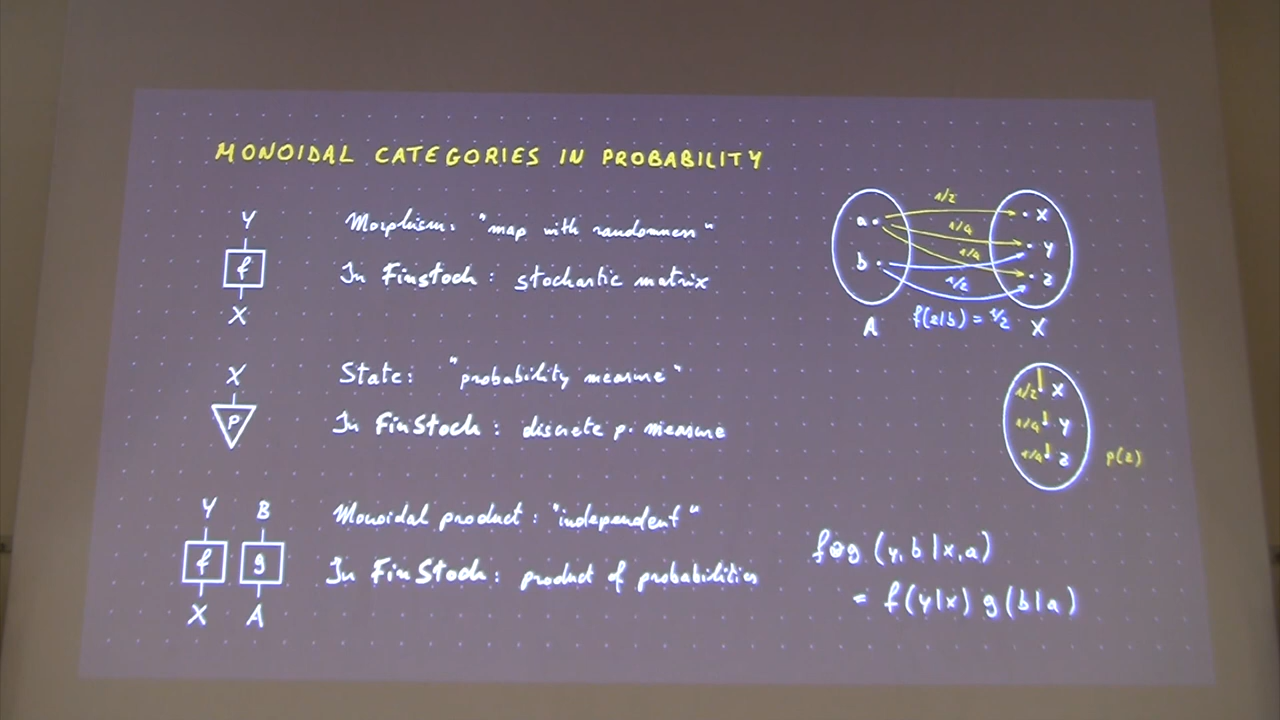 MONOIDAL CATEGORIES IN PROBABILITY
Y
f
X
Morphism: "map with randomness"
In FinStoch: stochastic matrix
a
b
A
1/2
1/4
1/4
1/2
x
y
z
X
f(z|b) = 1/2
X
P
State: "probability measure"
In FinStoch: discrete p. measure
1/2 x
1/4 y
1/4 z
p(z)
Y B
f g
X A
Monoidal product: "independent"
In FinStoch: product of probabilities
f⊗g (y,b|x,a)
= f(y|x) g(b|a)